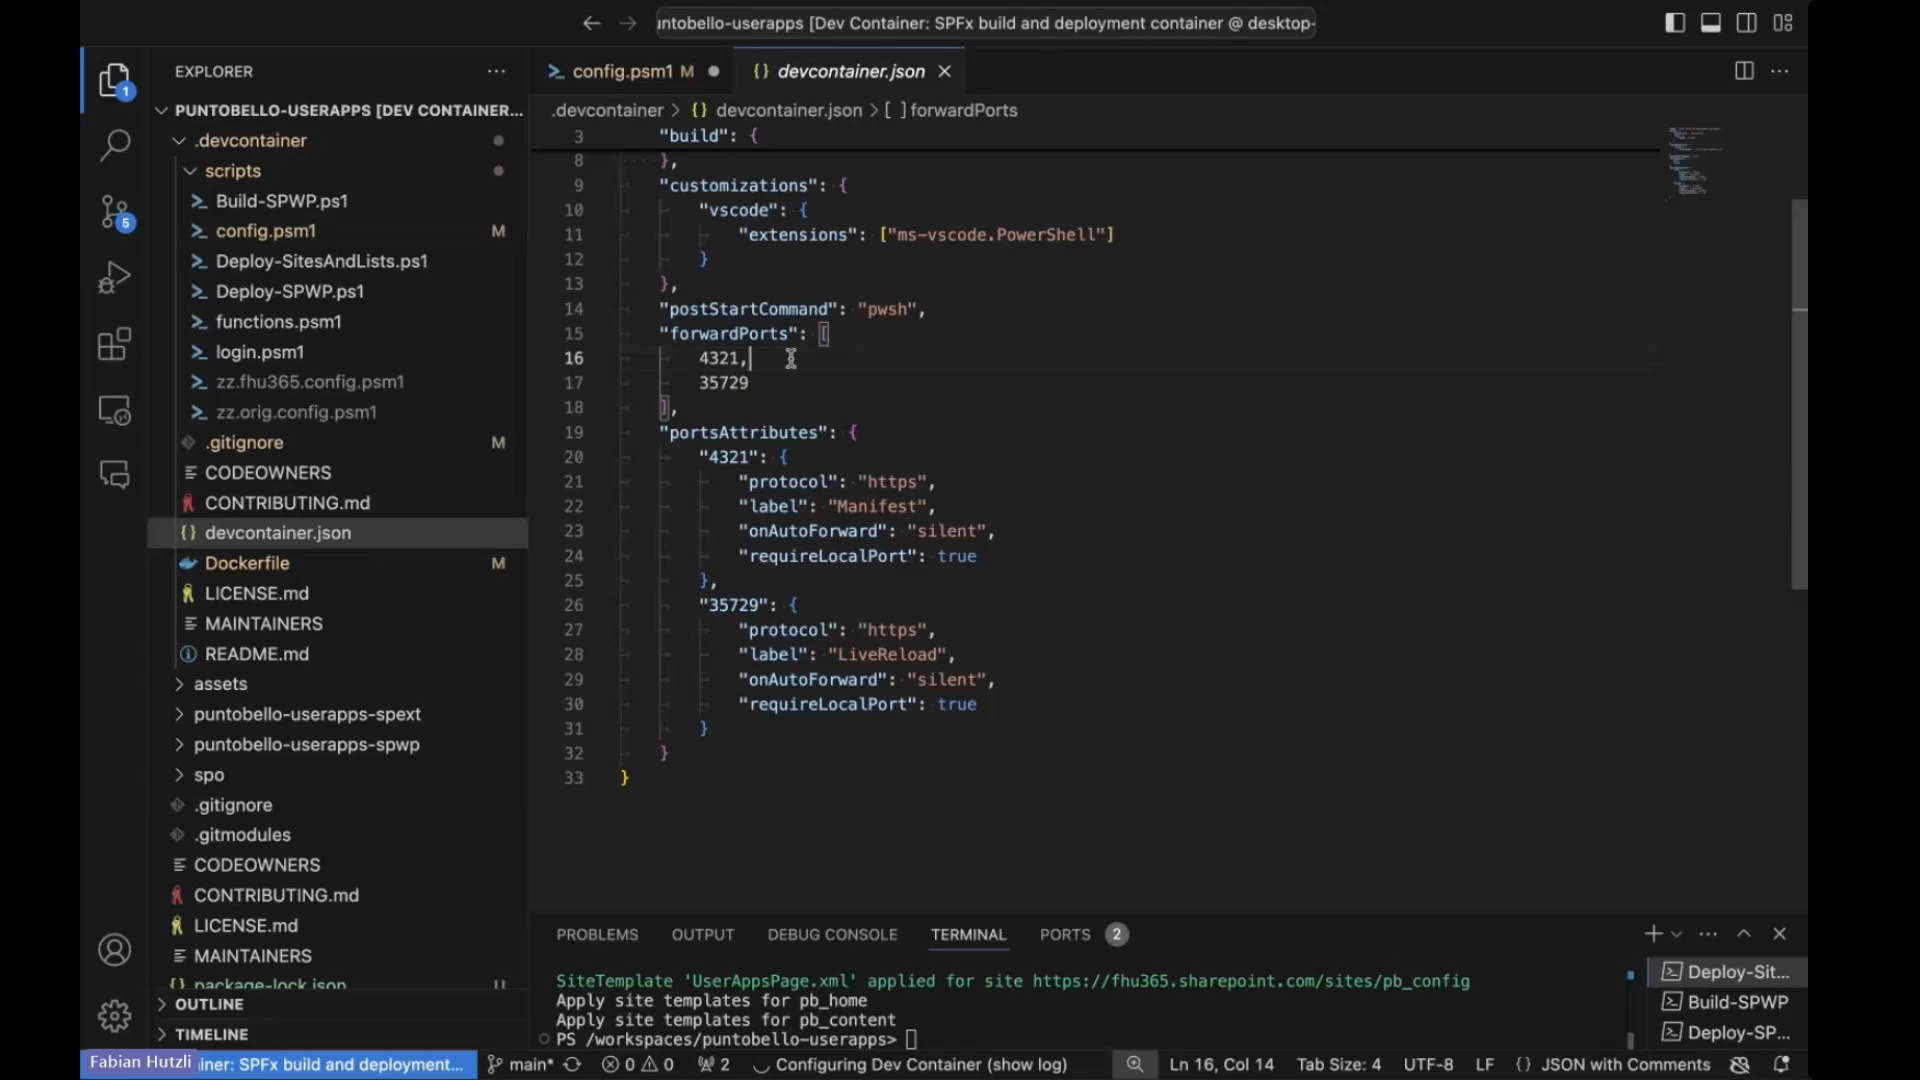 untobello-userapps [Dev Container: SPFx build and deployment container @ desktop-
EXPLORER
PUNTOBELLO-USERAPPS [DEV CONTAINER...
.devcontainer
scripts
Build-SPWP.ps1
config.psm1 M
Deploy-SitesAndLists.ps1
Deploy-SPWP.ps1
functions.psm1
login.psm1
zz.fhu365.config.psm1
zz.orig.config.psm1
.gitignore M
CODEOWNERS
CONTRIBUTING.md
devcontainer.json
Dockerfile M
LICENSE.md
MAINTAINERS
README.md
assets
puntobello-userapps-spext
puntobello-userapps-spwp
spo
.gitignore
.gitmodules
CODEOWNERS
CONTRIBUTING.md
LICENSE.md
MAINTAINERS
package-lock.json U
OUTLINE
TIMELINE
1
5
config.psm1 M
{} devcontainer.json
.devcontainer > {} devcontainer.json > [ ] forwardPorts
3 "build": {
8 },
9 "customizations": {
10 "vscode": {
11 "extensions": ["ms-vscode.PowerShell"]
12 }
13 },
14 "postStartCommand": "pwsh",
15 "forwardPorts": [
16 4321,
17 35729
18 ],
19 "portsAttributes": {
20 "4321": {
21 "protocol": "https",
22 "label": "Manifest",
23 "onAutoForward": "silent",
24 "requireLocalPort": true
25 },
26 "35729": {
27 "protocol": "https",
28 "label": "LiveReload",
29 "onAutoForward": "silent",
30 "requireLocalPort": true
31 }
32 }
33 }
PROBLEMS OUTPUT DEBUG CONSOLE TERMINAL PORTS 2
SiteTemplate 'UserAppsPage.xml' applied for site https://fhu365.sharepoint.com/sites/pb_config
Apply site templates for pb_home
Apply site templates for pb_content
PS /workspaces/puntobello-userapps>
Deploy-Sit...
Build-SPWP
Deploy-SP...
Fabian Hutzli
iner: SPFx build and deployment... main* 0 0 2 Configuring Dev Container (show log) Ln 16, Col 14 Tab Size: 4 UTF-8 LF {} JSON with Comments